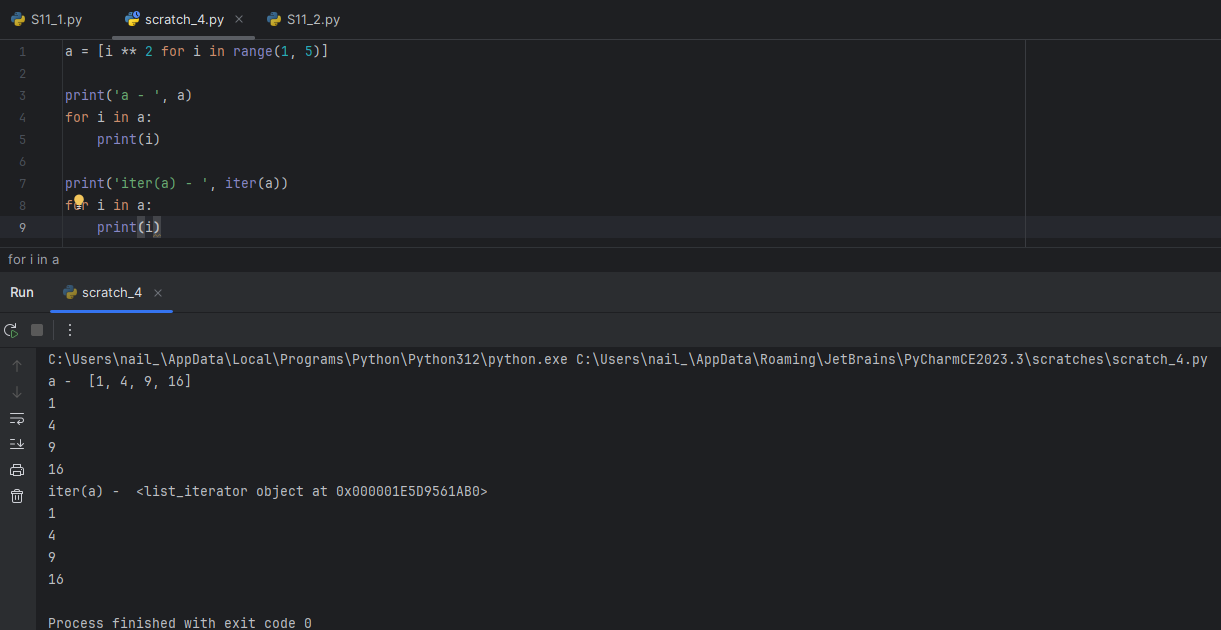 S11_1.py scratch_4.py × S11_2.py
1 a = [i ** 2 for i in range(1, 5)]
2
3 print('a - ', a)
4 for i in a:
5     print(i)
6
7 print('iter(a) - ', iter(a))
8 for i in a:
9     print(i)
for i in a
Run scratch_4 ×
C:\Users\nail_\AppData\Local\Programs\Python\Python312\python.exe C:\Users\nail_\AppData\Roaming\JetBrains\PyCharmCE2023.3\scratches\scratch_4.py
a -  [1, 4, 9, 16]
1
4
9
16
iter(a) -  <list_iterator object at 0x000001E5D9561AB0>
1
4
9
16
Process finished with exit code 0